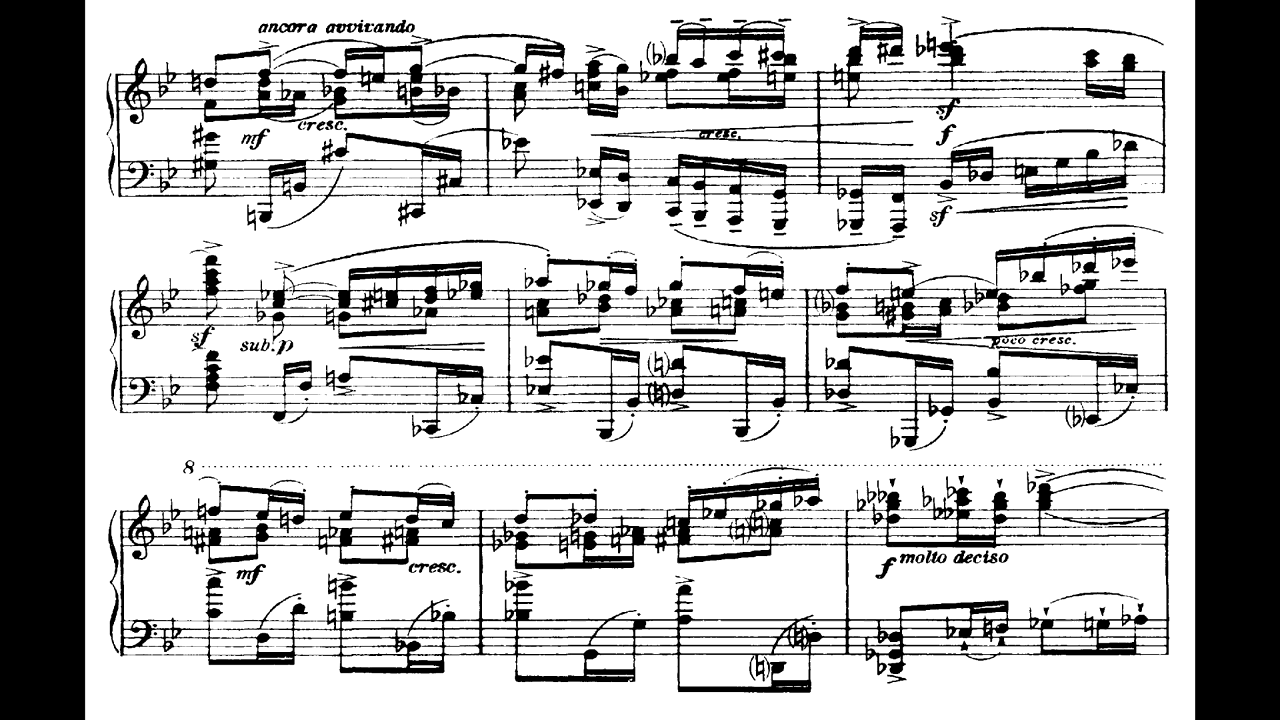 ancora avvivando
mf
cresc.
cresc.
sf
f
sf
sf
sub. p
poco cresc.
8
mf
cresc.
f molto deciso